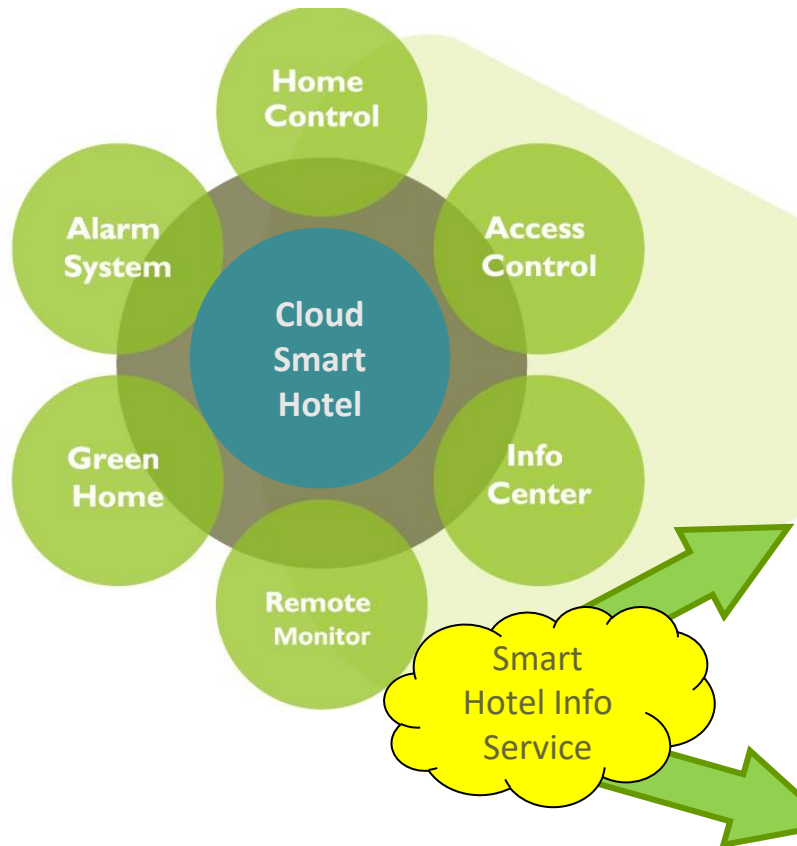 Home
Control
Alarm
System
Access
Control
Cloud
Smart
Hotel
Green
Home
Info
Center
Remote
Monitor
Smart
Hotel Info
Service